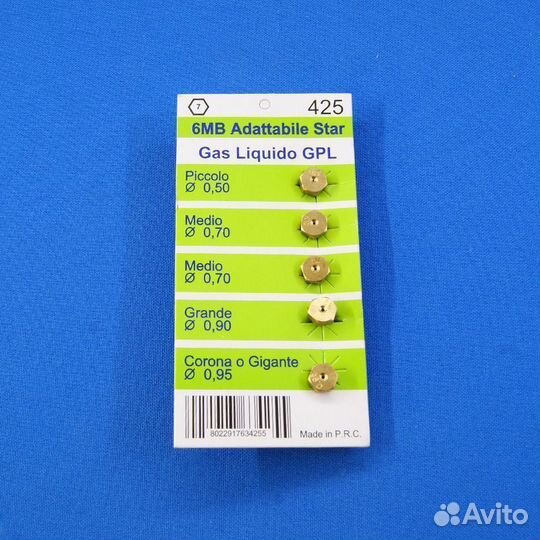 7
425
6MB Adattabile Star
Gas Liquido GPL
Piccolo
Ø 0,50
Medio
Ø 0,70
Medio
Ø 0,70
Grande
Ø 0,90
Corona o Gigante
Ø 0,95
8022917634255
Made in P.R.C.
Avito